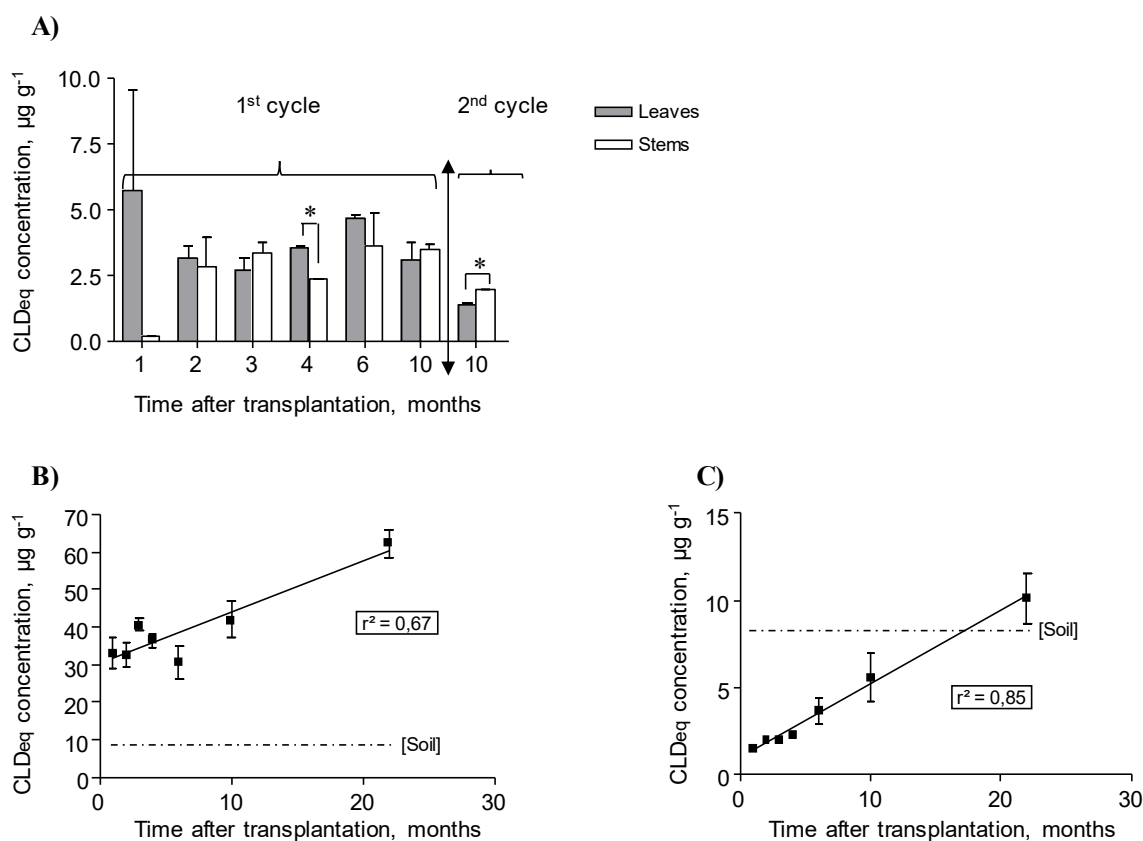 A)
10.0
7.5
5.0
2.5
0.0
CLDeq concentration, µg g-1
1st cycle
2nd cycle
Leaves
Stems
*
*
1 2 3 4 6 10 10
Time after transplantation, months
B)
70
60
50
40
30
20
10
0
CLDeq concentration, µg g-1
r² = 0,67
[Soil]
0 10 20 30
Time after transplantation, months
C)
15
10
5
0
CLDeq concentration, µg g-1
[Soil]
r² = 0,85
0 10 20 30
Time after transplantation, months